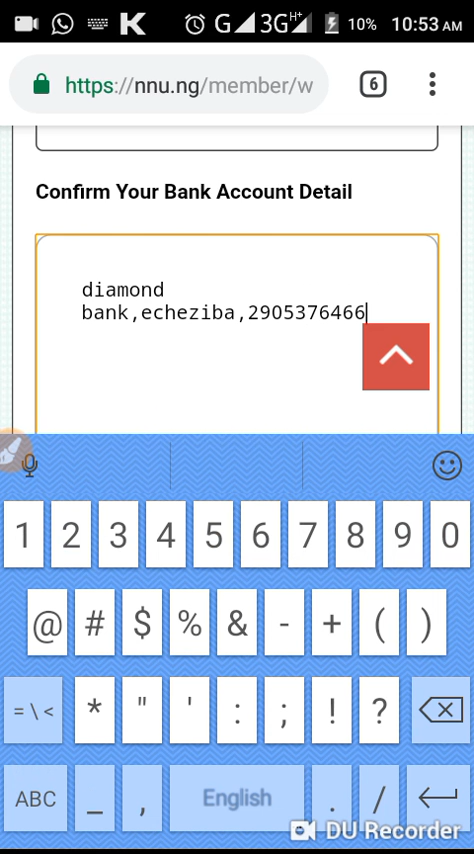 G 3G H+ 10% 10:53 AM
https://nnu.ng/member/w 6
Confirm Your Bank Account Detail
diamond
bank,echeziba,2905376466
1 2 3 4 5 6 7 8 9 0
@ # $ % & - + ( )
= \ < * " ' : ; ! ?
ABC _ , English . /
DU Recorder